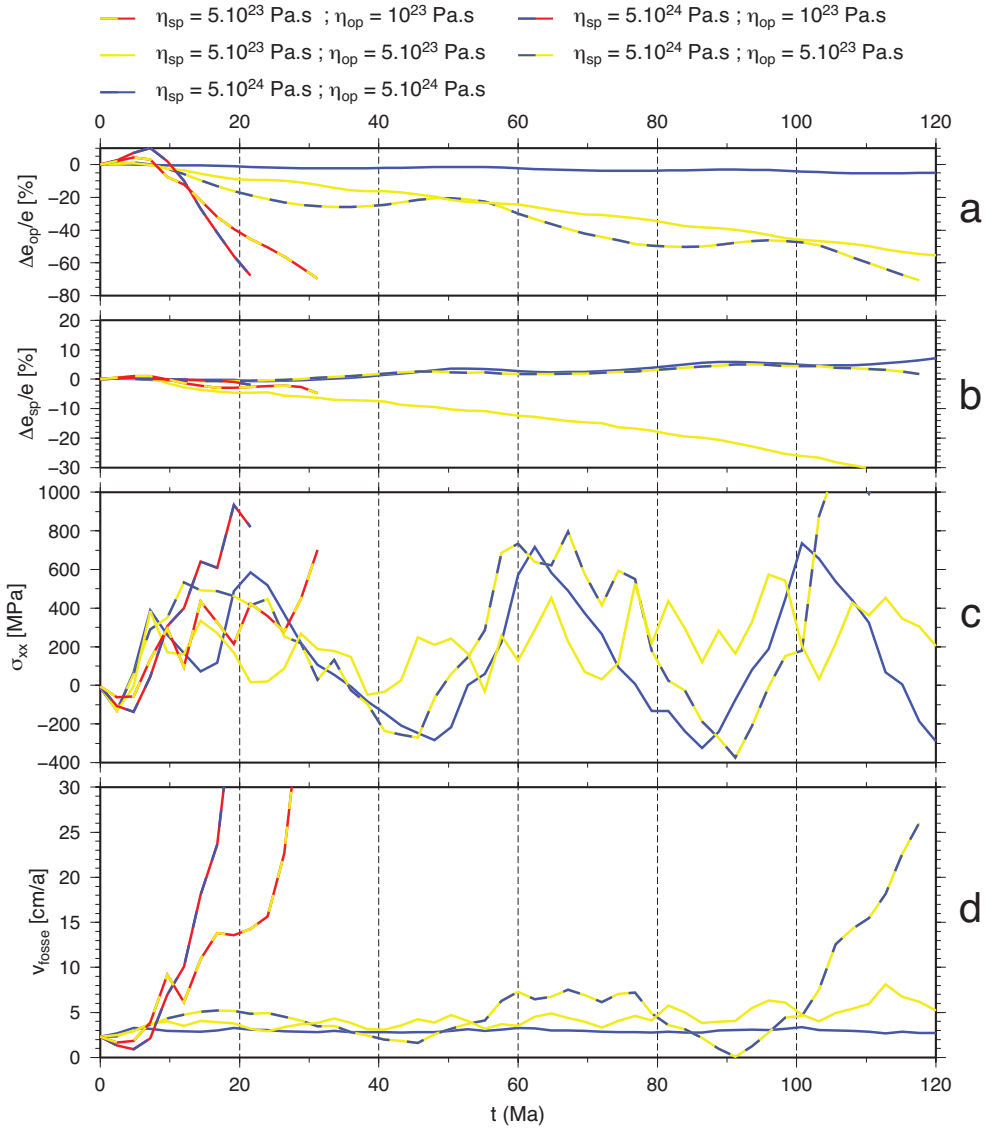 η_sp = 5.10^23 Pa.s ; η_op = 10^23 Pa.s η_sp = 5.10^24 Pa.s ; η_op = 10^23 Pa.s
η_sp = 5.10^23 Pa.s ; η_op = 5.10^23 Pa.s η_sp = 5.10^24 Pa.s ; η_op = 5.10^23 Pa.s
η_sp = 5.10^24 Pa.s ; η_op = 5.10^24 Pa.s
0 20 40 60 80 100 120
0
−20
−40
−60
−80
Δe_op/e [%]
a
20
10
0
−10
−20
−30
Δe_sp/e [%]
b
1000
800
600
400
200
0
−200
−400
σ_xx [MPa]
c
30
25
20
15
10
5
0
v_fosse [cm/a]
d
0 20 40 60 80 100 120
t (Ma)